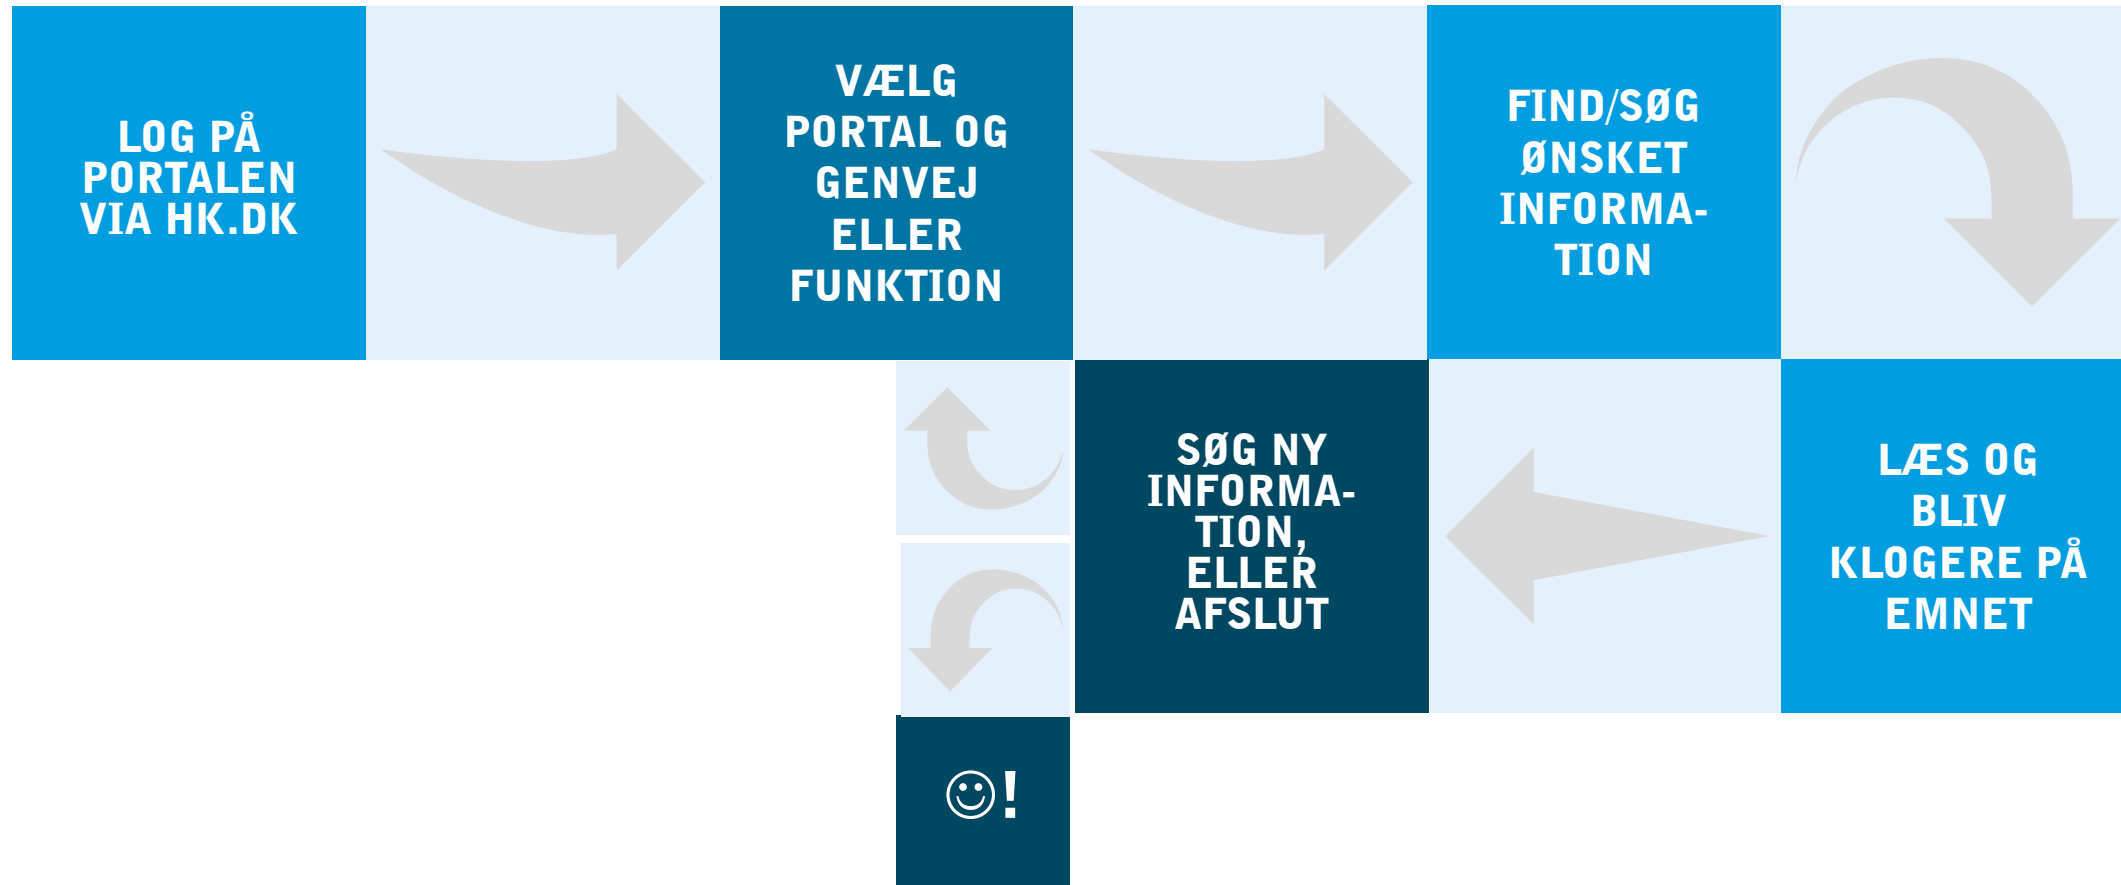 LOG PÅ
PORTALEN
VIA HK.DK
VÆLG
PORTAL OG
GENVEJ
ELLER
FUNKTION
FIND/SØG
ØNSKET
INFORMA-
TION
LÆS OG
BLIV
KLOGERE PÅ
EMNET
SØG NY
INFORMA-
TION,
ELLER
AFSLUT
☺!